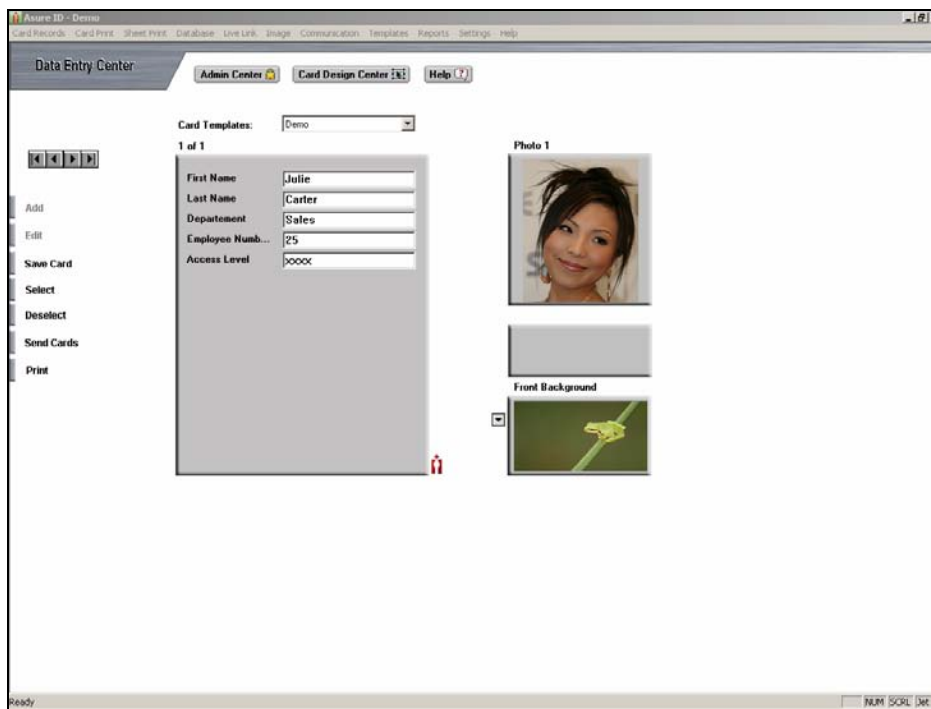 Asure ID - Demo
Card Records Card Print Sheet Print Database Live Link Image Communication Templates Reports Settings Help
Data Entry Center
Admin Center Card Design Center Help
Card Templates: Demo
1 of 1
Photo 1
First Name Julie
Last Name Carter
Departement Sales
Employee Numb... 25
Access Level xxxx
Add
Edit
Save Card
Select
Deselect
Send Cards
Print
Front Background
Ready NUM SCRL Jet